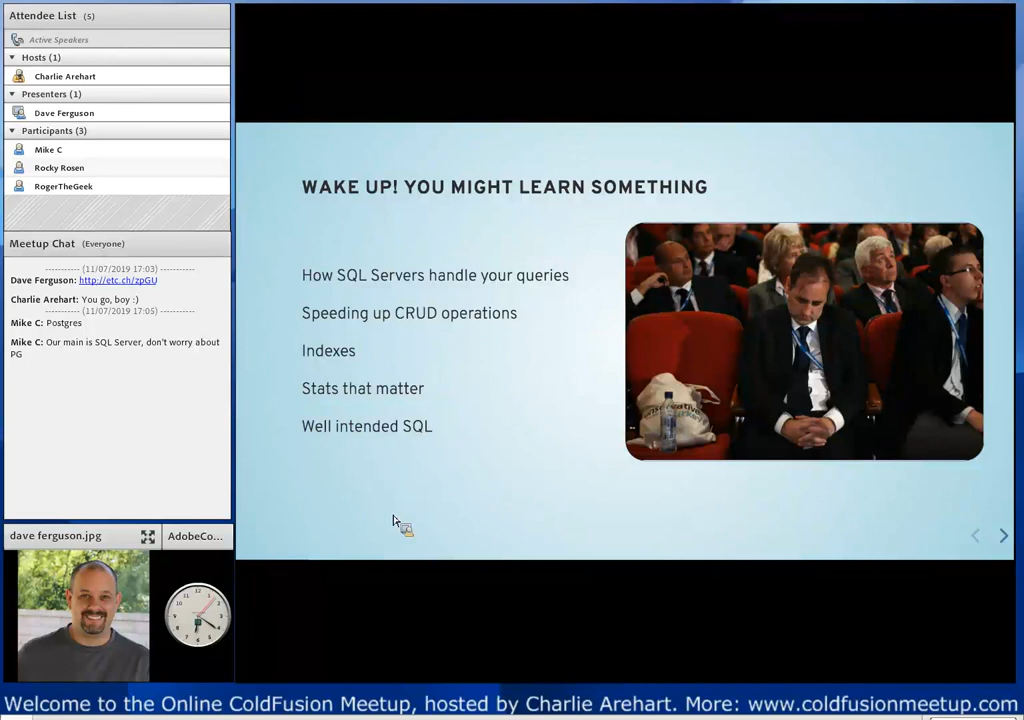 Attendee List (5)
Active Speakers
Hosts (1)
Charlie Arehart
Presenters (1)
Dave Ferguson
Participants (3)
Mike C
Rocky Rosen
RogerTheGeek
Meetup Chat (Everyone)
----------- (11/07/2019 17:03) -----------
Dave Ferguson: http://etc.ch/zpGU
Charlie Arehart: You go, boy :)
----------- (11/07/2019 17:05) -----------
Mike C: Postgres
Mike C: Our main is SQL Server, don't worry about
PG
dave ferguson.jpg
AdobeCo...
WAKE UP! YOU MIGHT LEARN SOMETHING
How SQL Servers handle your queries
Speeding up CRUD operations
Indexes
Stats that matter
Well intended SQL
Welcome to the Online ColdFusion Meetup, hosted by Charlie Arehart. More: www.coldfusionmeetup.com